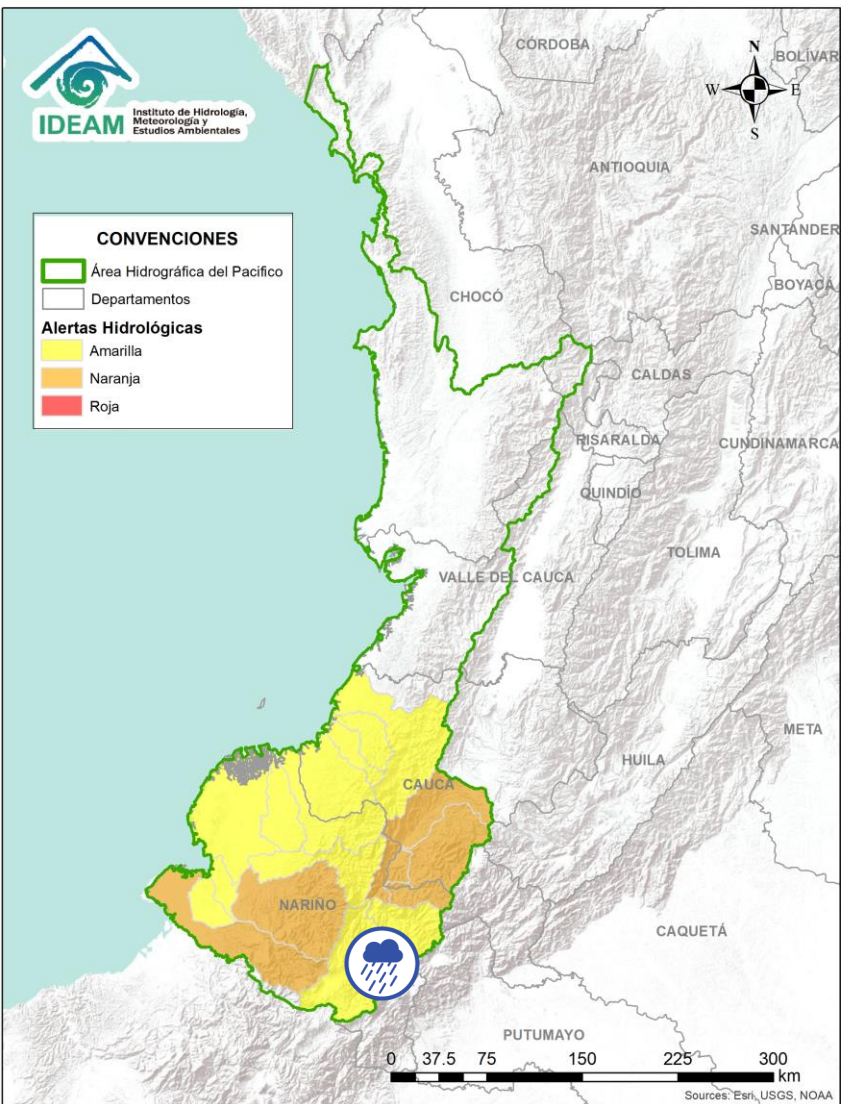 IDEAM
Instituto de Hidrología,
Meteorología y
Estudios Ambientales
CÓRDOBA
BOLÍVAR
N
W
E
S
ANTIOQUIA
SANTANDER
BOYACÁ
CONVENCIONES
Área Hidrográfica del Pacifico
Departamentos
Alertas Hidrológicas
Amarilla
Naranja
Roja
CHOCÓ
CALDAS
RISARALDA
CUNDINAMARCA
QUINDÍO
TOLIMA
VALLE DEL CAUCA
META
HUILA
CAUCA
NARIÑO
CAQUETÁ
PUTUMAYO
0 37.5 75 150 225 300
km
Sources: Esri, USGS, NOAA